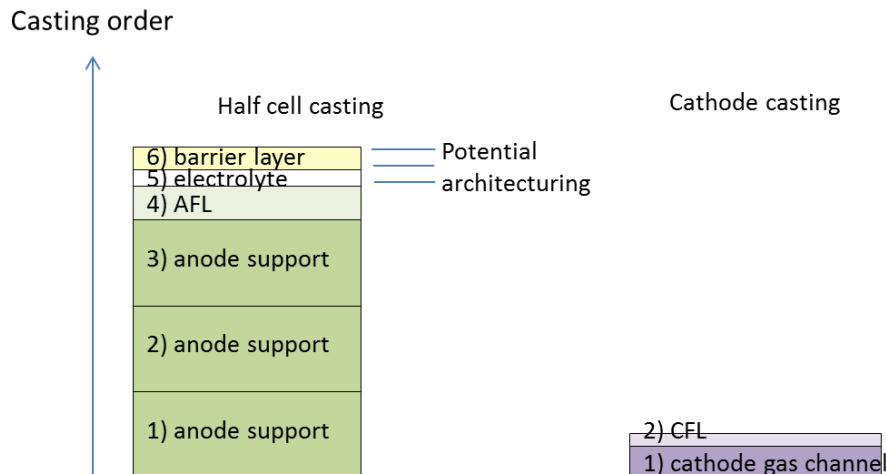 Casting order
Half cell casting
Cathode casting
6) barrier layer
Potential
5) electrolyte
architecturing
4) AFL
3) anode support
2) anode support
1) anode support
2) CFL
1) cathode gas channel